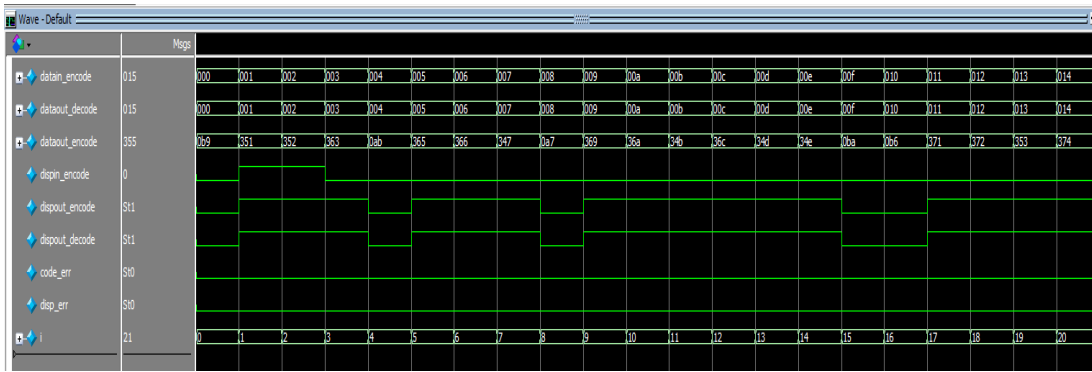 Wave - Default
Msgs
datain_encode 015 000 001 002 003 004 005 006 007 008 009 00a 00b 00c 00d 00e 00f 010 011 012 013 014
dataout_decode 015 000 001 002 003 004 005 006 007 008 009 00a 00b 00c 00d 00e 00f 010 011 012 013 014
dataout_encode 355 0b9 351 352 363 0ab 365 366 347 0a7 369 36a 34b 36c 34d 34e 0ba 0b6 371 372 353 374
dispin_encode 0
dispout_encode St1
dispout_decode St1
code_err St0
disp_err St0
i 21 0 1 2 3 4 5 6 7 8 9 10 11 12 13 14 15 16 17 18 19 20